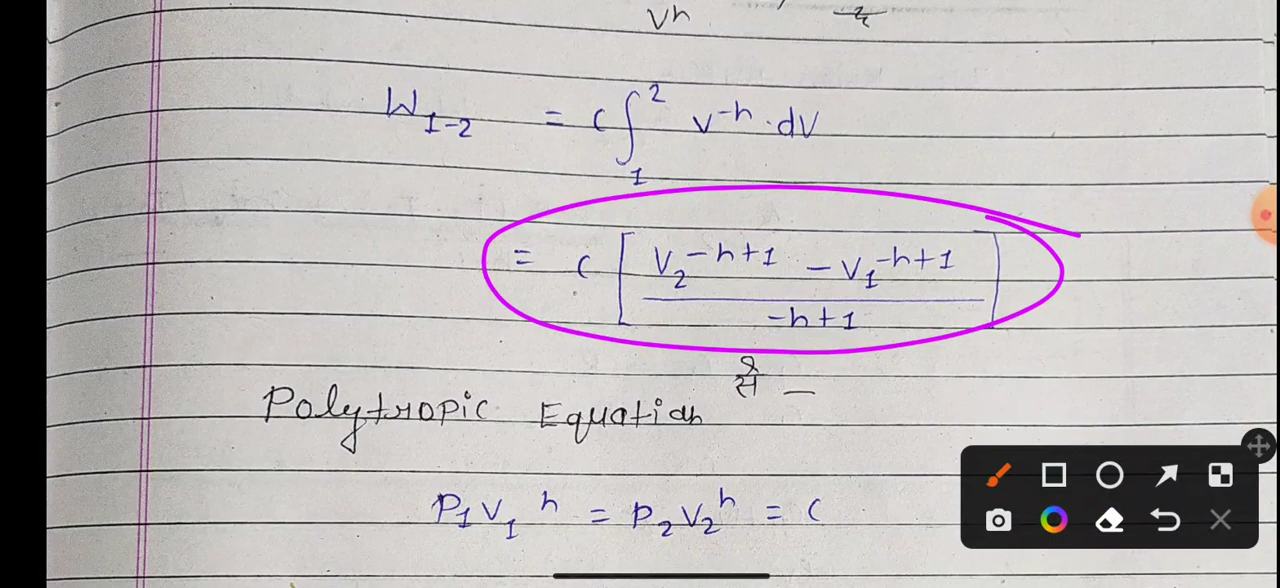 Vⁿ
W₁₋₂ = C∫₁² V⁻ⁿ·dV
= C [ (V₂⁻ⁿ⁺¹ − V₁⁻ⁿ⁺¹) / (−n+1) ]
Polytropic Equation से —
P₁V₁ⁿ = P₂V₂ⁿ = C